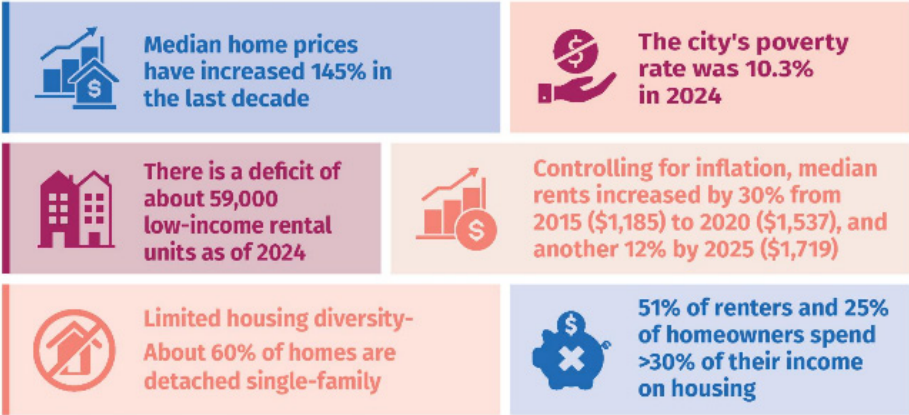 Median home prices
have increased 145% in
the last decade
The city's poverty
rate was 10.3%
in 2024
There is a deficit of
about 59,000
low-income rental
units as of 2024
Controlling for inflation, median
rents increased by 30% from
2015 ($1,185) to 2020 ($1,537), and
another 12% by 2025 ($1,719)
Limited housing diversity-
About 60% of homes are
detached single-family
51% of renters and 25%
of homeowners spend
>30% of their income
on housing